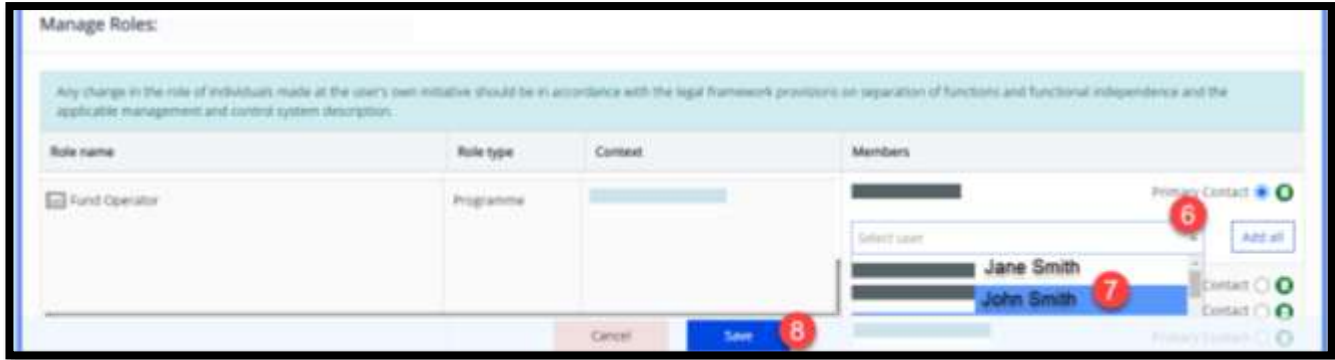 Manage Roles:
Any change in the role of individuals made at the user's own initiative should be in accordance with the legal framework provisions on separation of functions and functional independence and the
applicable management and control system description.
Role name Role type Context Members
Fund Operator Programme Primary Contact
6
Select user Add all
Jane Smith
Contact
John Smith 7
Contact
Cancel Save 8
Primary Contact